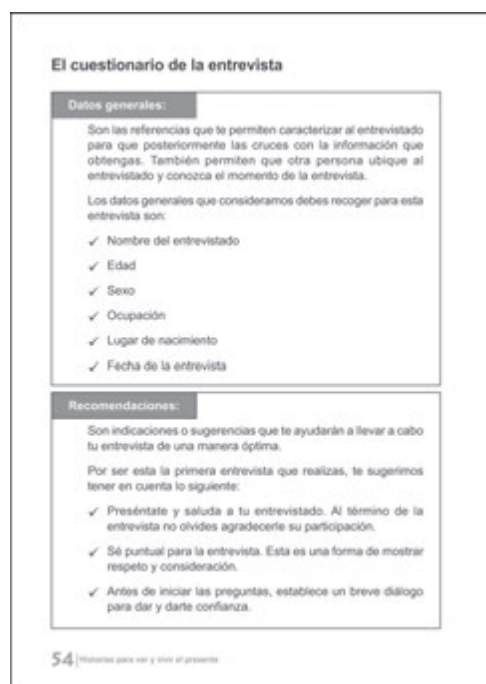 El cuestionario de la entrevista
Datos generales:
Son las referencias que te permiten caracterizar al entrevistado
para que posteriormente las cruces con la información que
obtengas. También permiten que otra persona ubique al
entrevistado y conozca el momento de la entrevista.
Los datos generales que consideramos debes recoger para esta
entrevista son:
✓ Nombre del entrevistado
✓ Edad
✓ Sexo
✓ Ocupación
✓ Lugar de nacimiento
✓ Fecha de la entrevista
Recomendaciones:
Son indicaciones o sugerencias que te ayudarán a llevar a cabo
tu entrevista de una manera óptima.
Por ser esta la primera entrevista que realizas, te sugerimos
tener en cuenta lo siguiente:
✓ Preséntate y saluda a tu entrevistado. Al término de la
entrevista no olvides agradecerle su participación.
✓ Sé puntual para la entrevista. Esta es una forma de mostrar
respeto y consideración.
✓ Antes de iniciar las preguntas, establece un breve diálogo
para dar y darte confianza.
54 | Historias para ver y vivir el presente